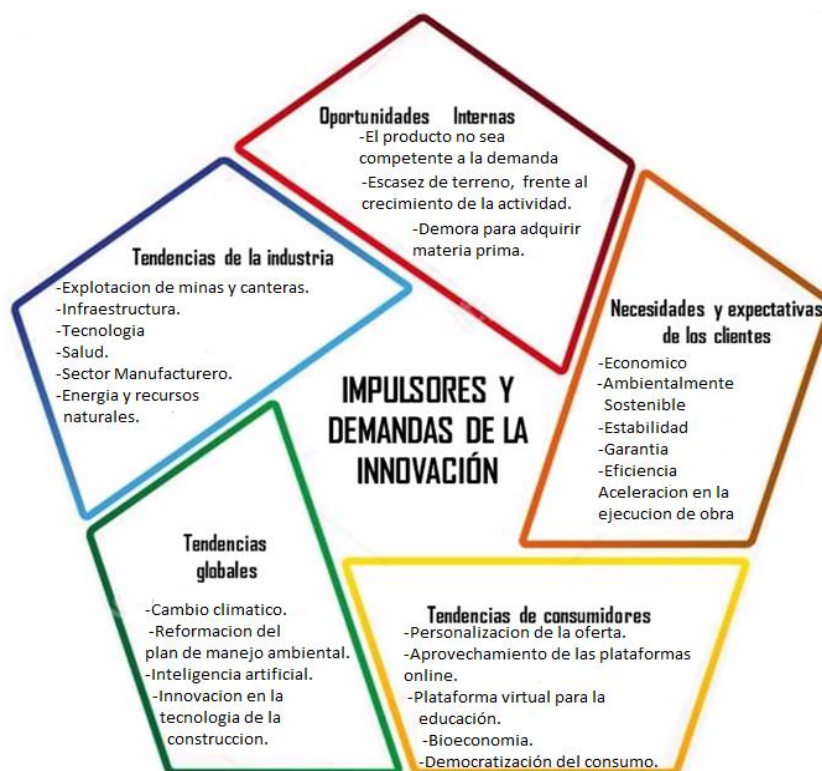 Oportunidades Internas
-El producto no sea
competente a la demanda
-Escasez de terreno, frente al
crecimiento de la actividad.
-Demora para adquirir
materia prima.
Tendencias de la industria
-Explotacion de minas y canteras.
-Infraestructura.
-Tecnologia
-Salud.
-Sector Manufacturero.
-Energia y recursos
naturales.
Necesidades y expectativas
de los clientes
-Economico
-Ambientalmente
Sostenible
-Estabilidad
-Garantia
-Eficiencia
Aceleracion en la
ejecucion de obra
IMPULSORES Y
DEMANDAS DE LA
INNOVACIÓN
Tendencias
globales
-Cambio climatico.
-Reformacion del
plan de manejo ambiental.
-Inteligencia artificial.
-Innovacion en la
tecnologia de la
construccion.
Tendencias de consumidores
-Personalizacion de la oferta.
-Aprovechamiento de las plataformas
online.
-Plataforma virtual para la
educación.
-Bioeconomia.
-Democratización del consumo.